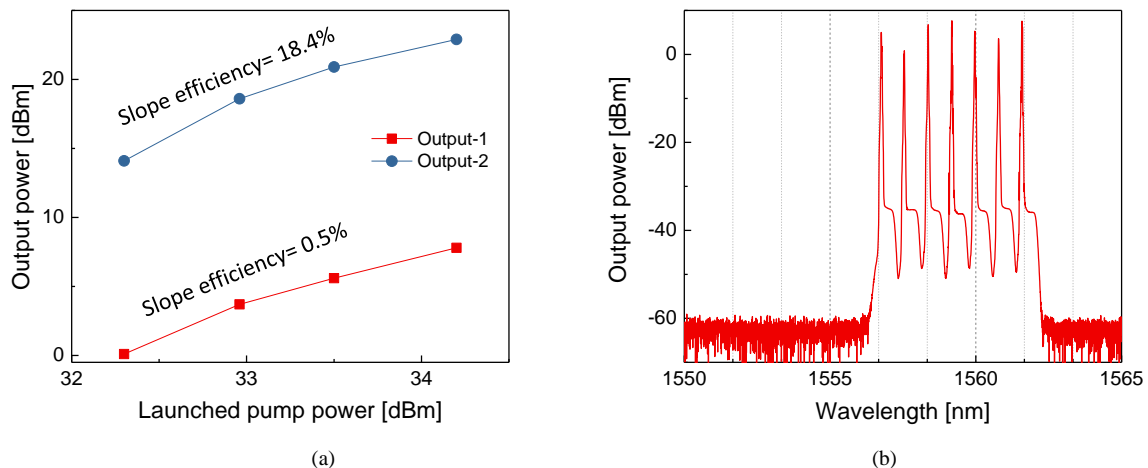 Output power [dBm]
20
10
0
Slope efficiency= 18.4%
Output-1
Output-2
Slope efficiency= 0.5%
32
33
34
Launched pump power [dBm]
(a)
Output power [dBm]
0
-20
-40
-60
1550
1555
1560
1565
Wavelength [nm]
(b)